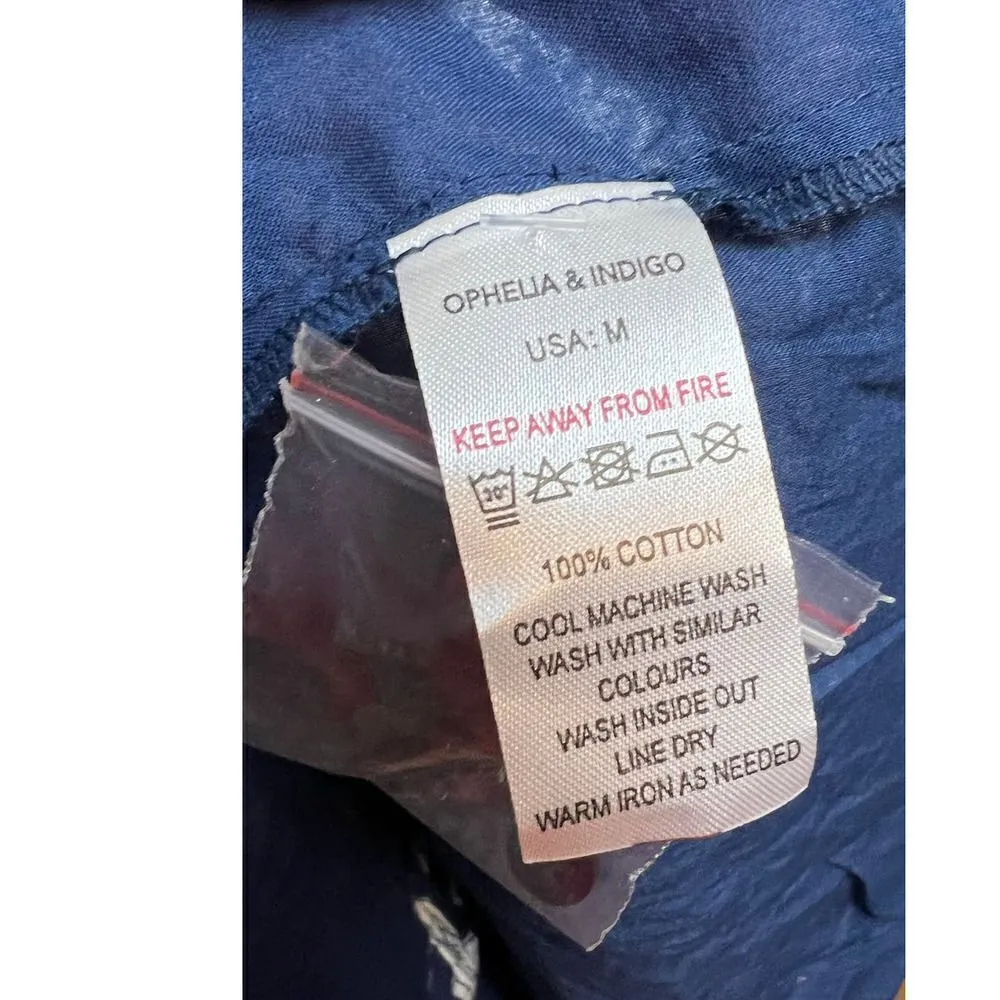 OPHELIA & INDIGO
USA: M
KEEP AWAY FROM FIRE
30°
100% COTTON
COOL MACHINE WASH
WASH WITH SIMILAR
COLOURS
WASH INSIDE OUT
LINE DRY
WARM IRON AS NEEDED